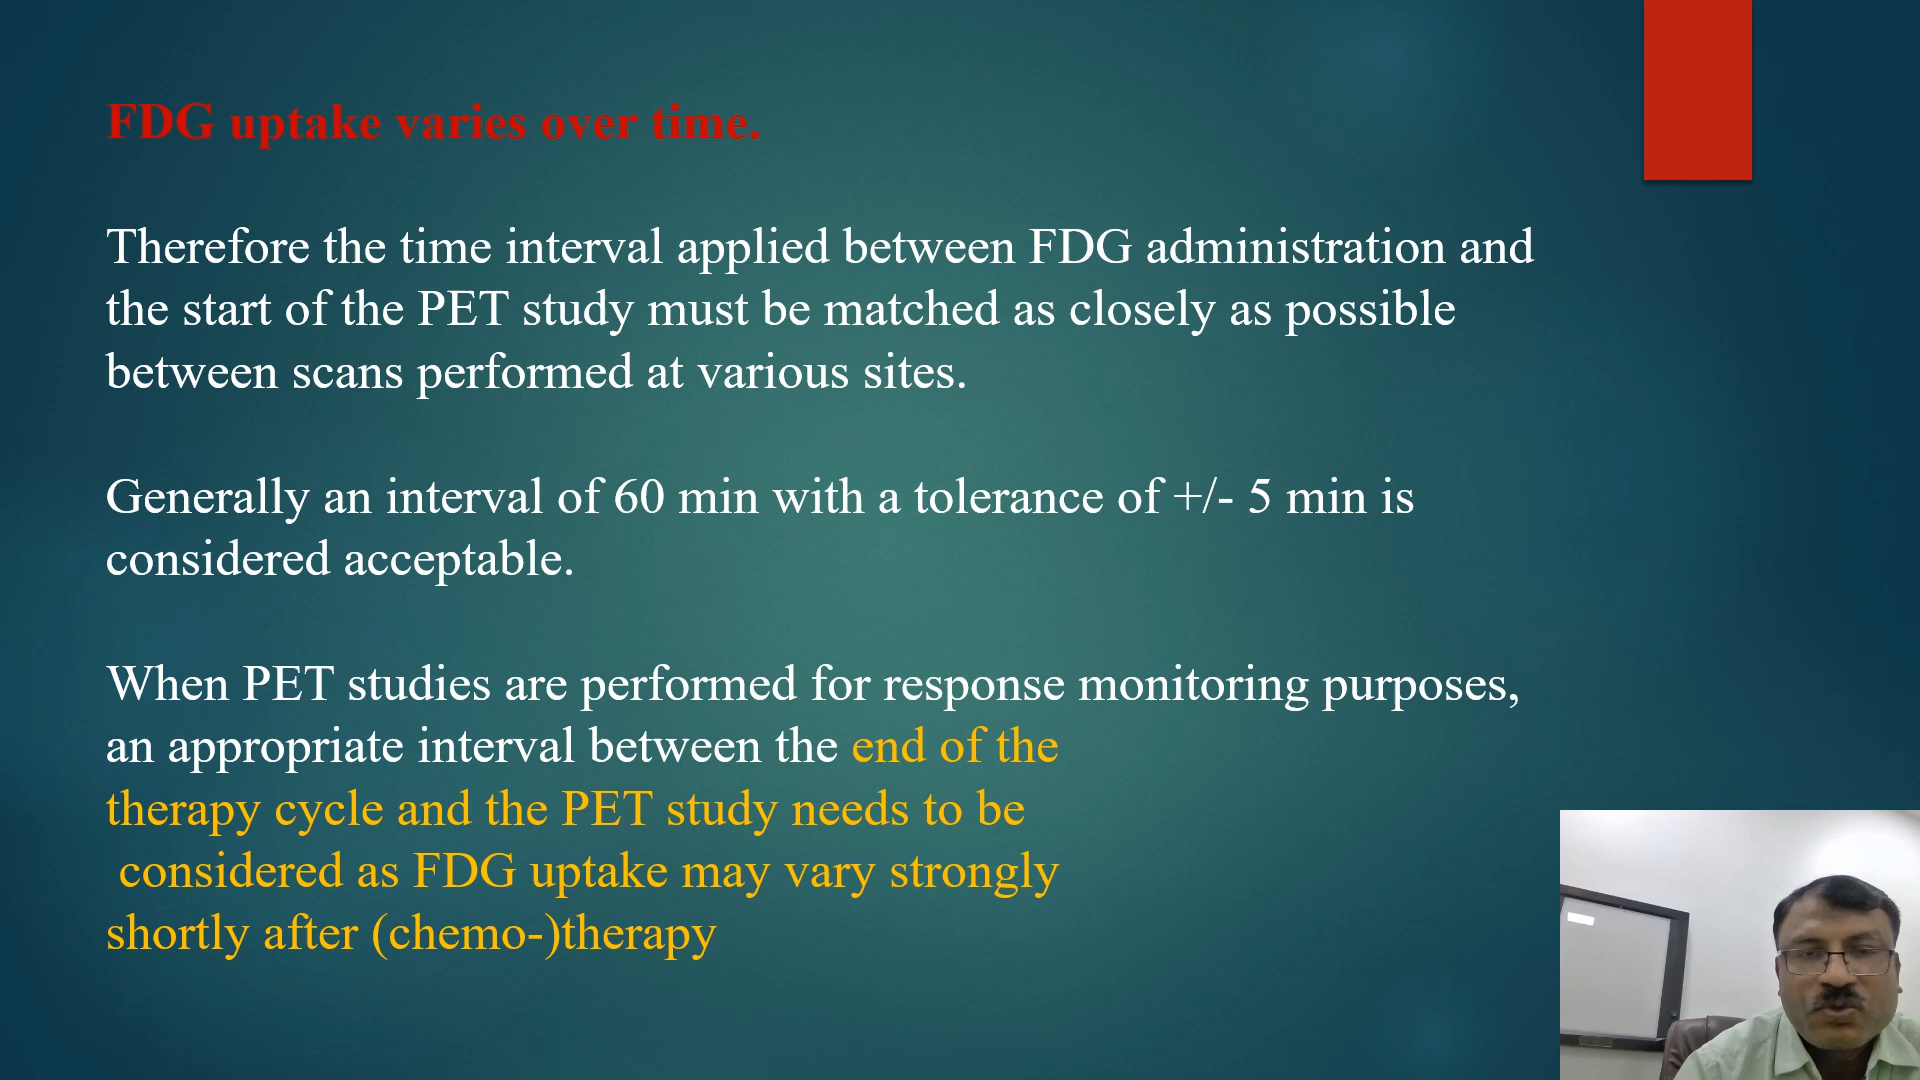 FDG uptake varies over time.
Therefore the time interval applied between FDG administration and
the start of the PET study must be matched as closely as possible
between scans performed at various sites.
Generally an interval of 60 min with a tolerance of +/- 5 min is
considered acceptable.
When PET studies are performed for response monitoring purposes,
an appropriate interval between the end of the
therapy cycle and the PET study needs to be
considered as FDG uptake may vary strongly
shortly after (chemo-)therapy